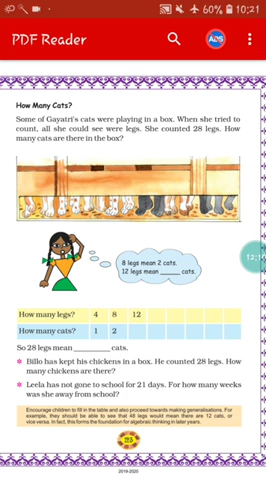 60% 10:21
PDF Reader
ADS
How Many Cats?
Some of Gayatri's cats were playing in a box. When she tried to
count, all she could see were legs. She counted 28 legs. How
many cats are there in the box?
8 legs mean 2 cats.
12 legs mean ______ cats.
How many legs? 4 8 12
How many cats? 1 2
So 28 legs mean _________ cats.
* Billo has kept his chickens in a box. He counted 28 legs. How
many chickens are there?
* Leela has not gone to school for 21 days. For how many weeks
was she away from school?
Encourage children to fill in the table and also proceed towards making generalisations. For
example, they should be able to see that 48 legs would mean there are 12 cats, or
vice versa. In fact, this forms the foundation for algebraic thinking in later years.
2019-2020